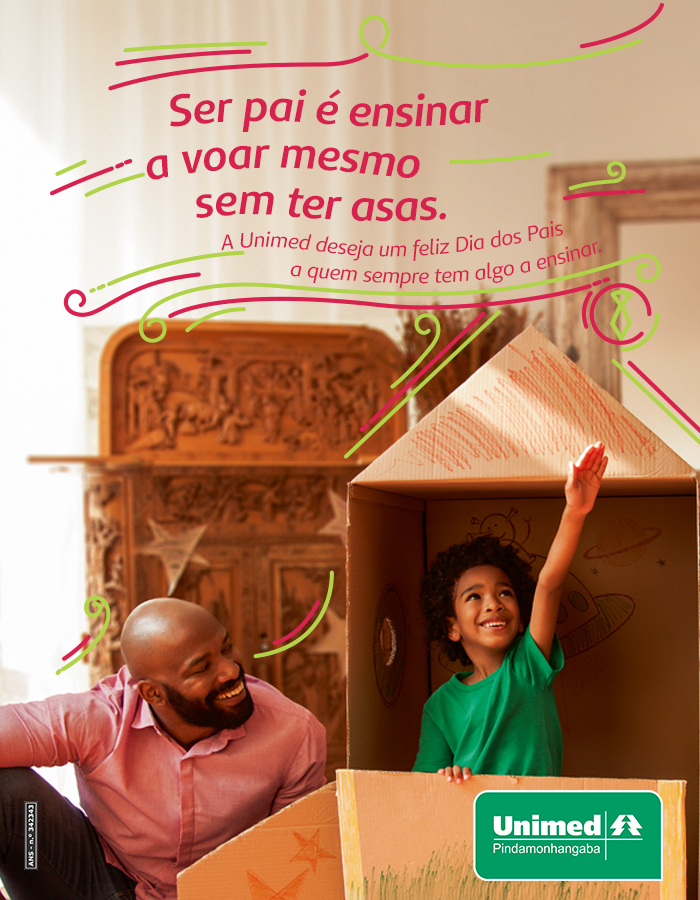 Ser pai é ensinar
a voar mesmo
sem ter asas.
A Unimed deseja um feliz Dia dos Pais
a quem sempre tem algo a ensinar.
ANS - n.º 342343
Unimed
Pindamonhangaba